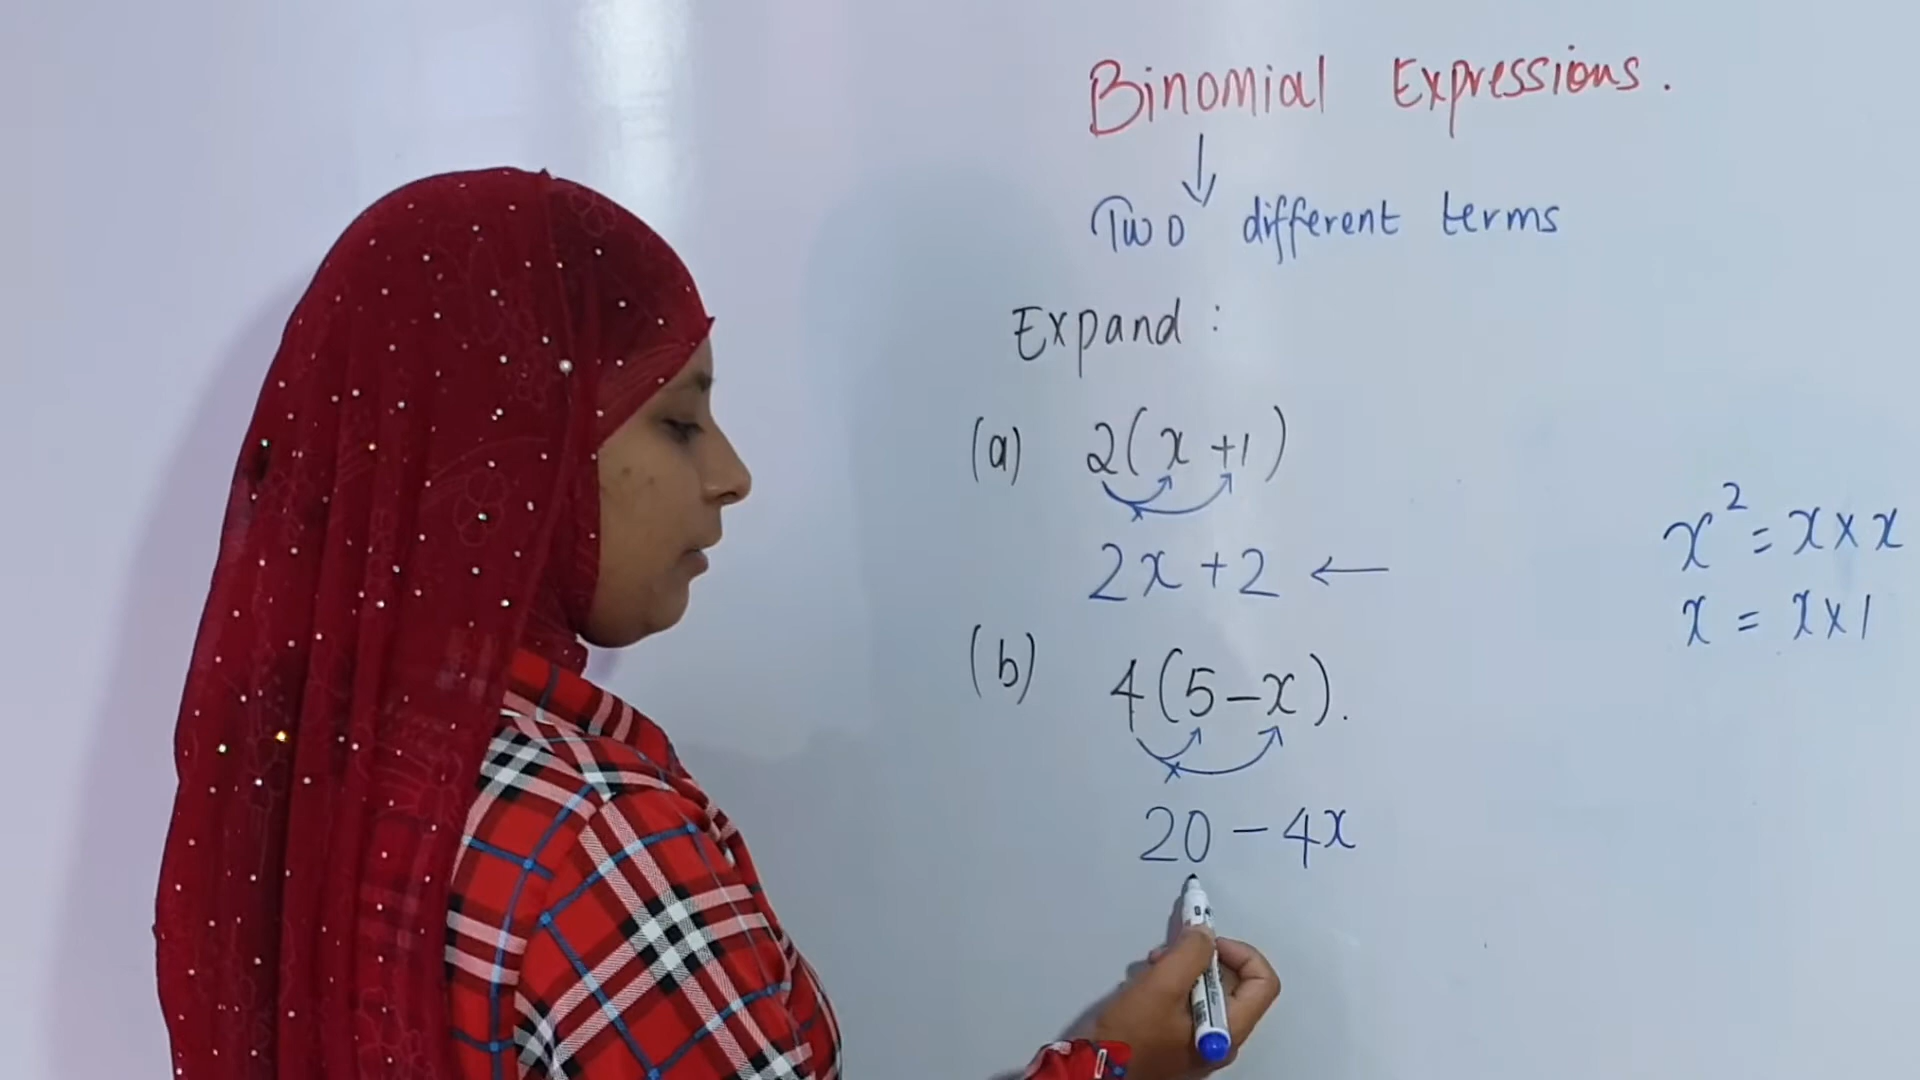 Binomial Expressions.
↓
Two different terms
Expand :
(a) 2(x+1)
2x+2 ←
(b) 4(5-x).
20-4x
x²=x×x
x=x×1